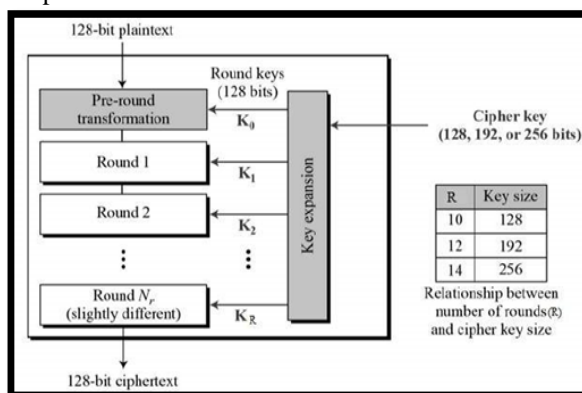 128-bit plaintext
Round keys
(128 bits)
Pre-round
transformation
K0
Cipher key
(128, 192, or 256 bits)
Round 1
K1
Round 2
K2
Key expansion
R Key size
10 128
12 192
14 256
Relationship between
number of rounds(R)
and cipher key size
Round Nr
(slightly different)
KR
128-bit ciphertext